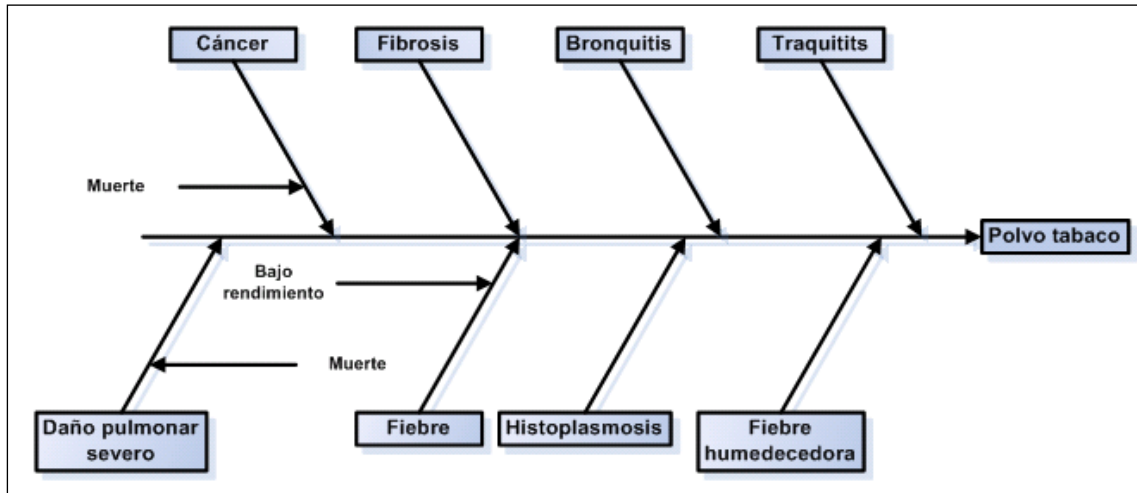 Cáncer
Fibrosis
Bronquitis
Traquitits
Muerte
Polvo tabaco
Bajo
rendimiento
Muerte
Daño pulmonar
severo
Fiebre
Histoplasmosis
Fiebre
humedecedora